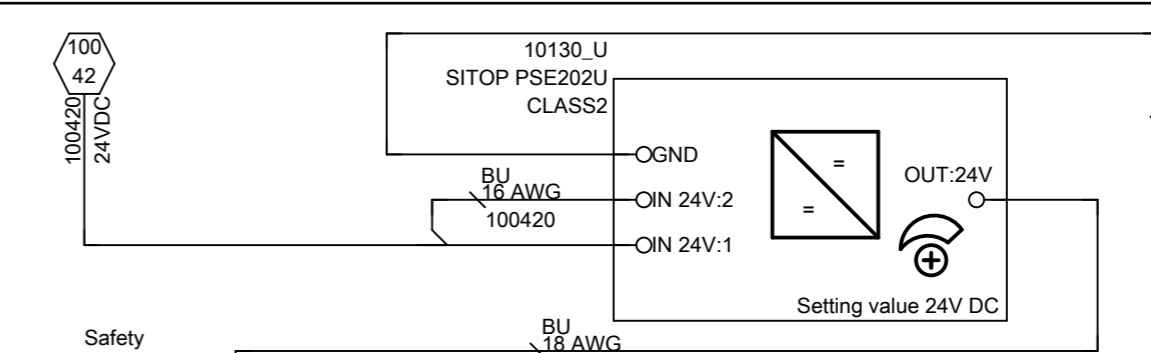 100
42
100420
24VDC
10130_U
SITOP PSE202U
CLASS2
GND
BU
16 AWG
100420
IN 24V:2
IN 24V:1
=
=
OUT:24V
Setting value 24V DC
Safety
BU
18 AWG